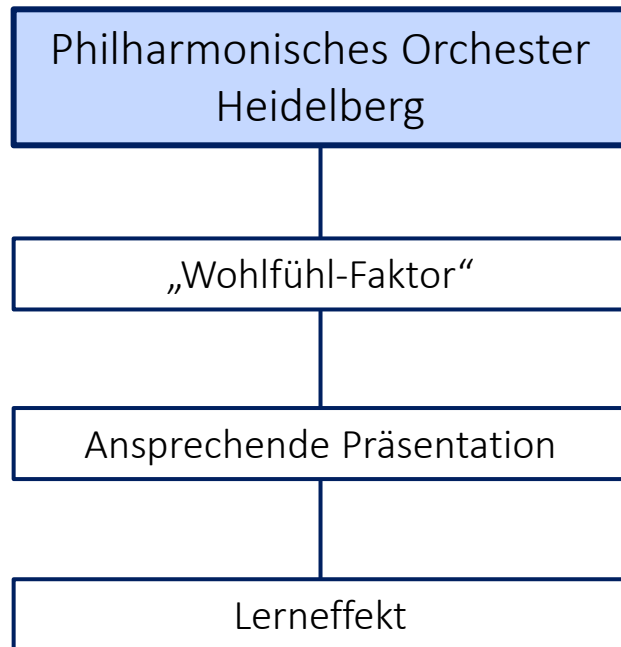 Philharmonisches Orchester
Heidelberg
„Wohlfühl-Faktor“
Ansprechende Präsentation
Lerneffekt